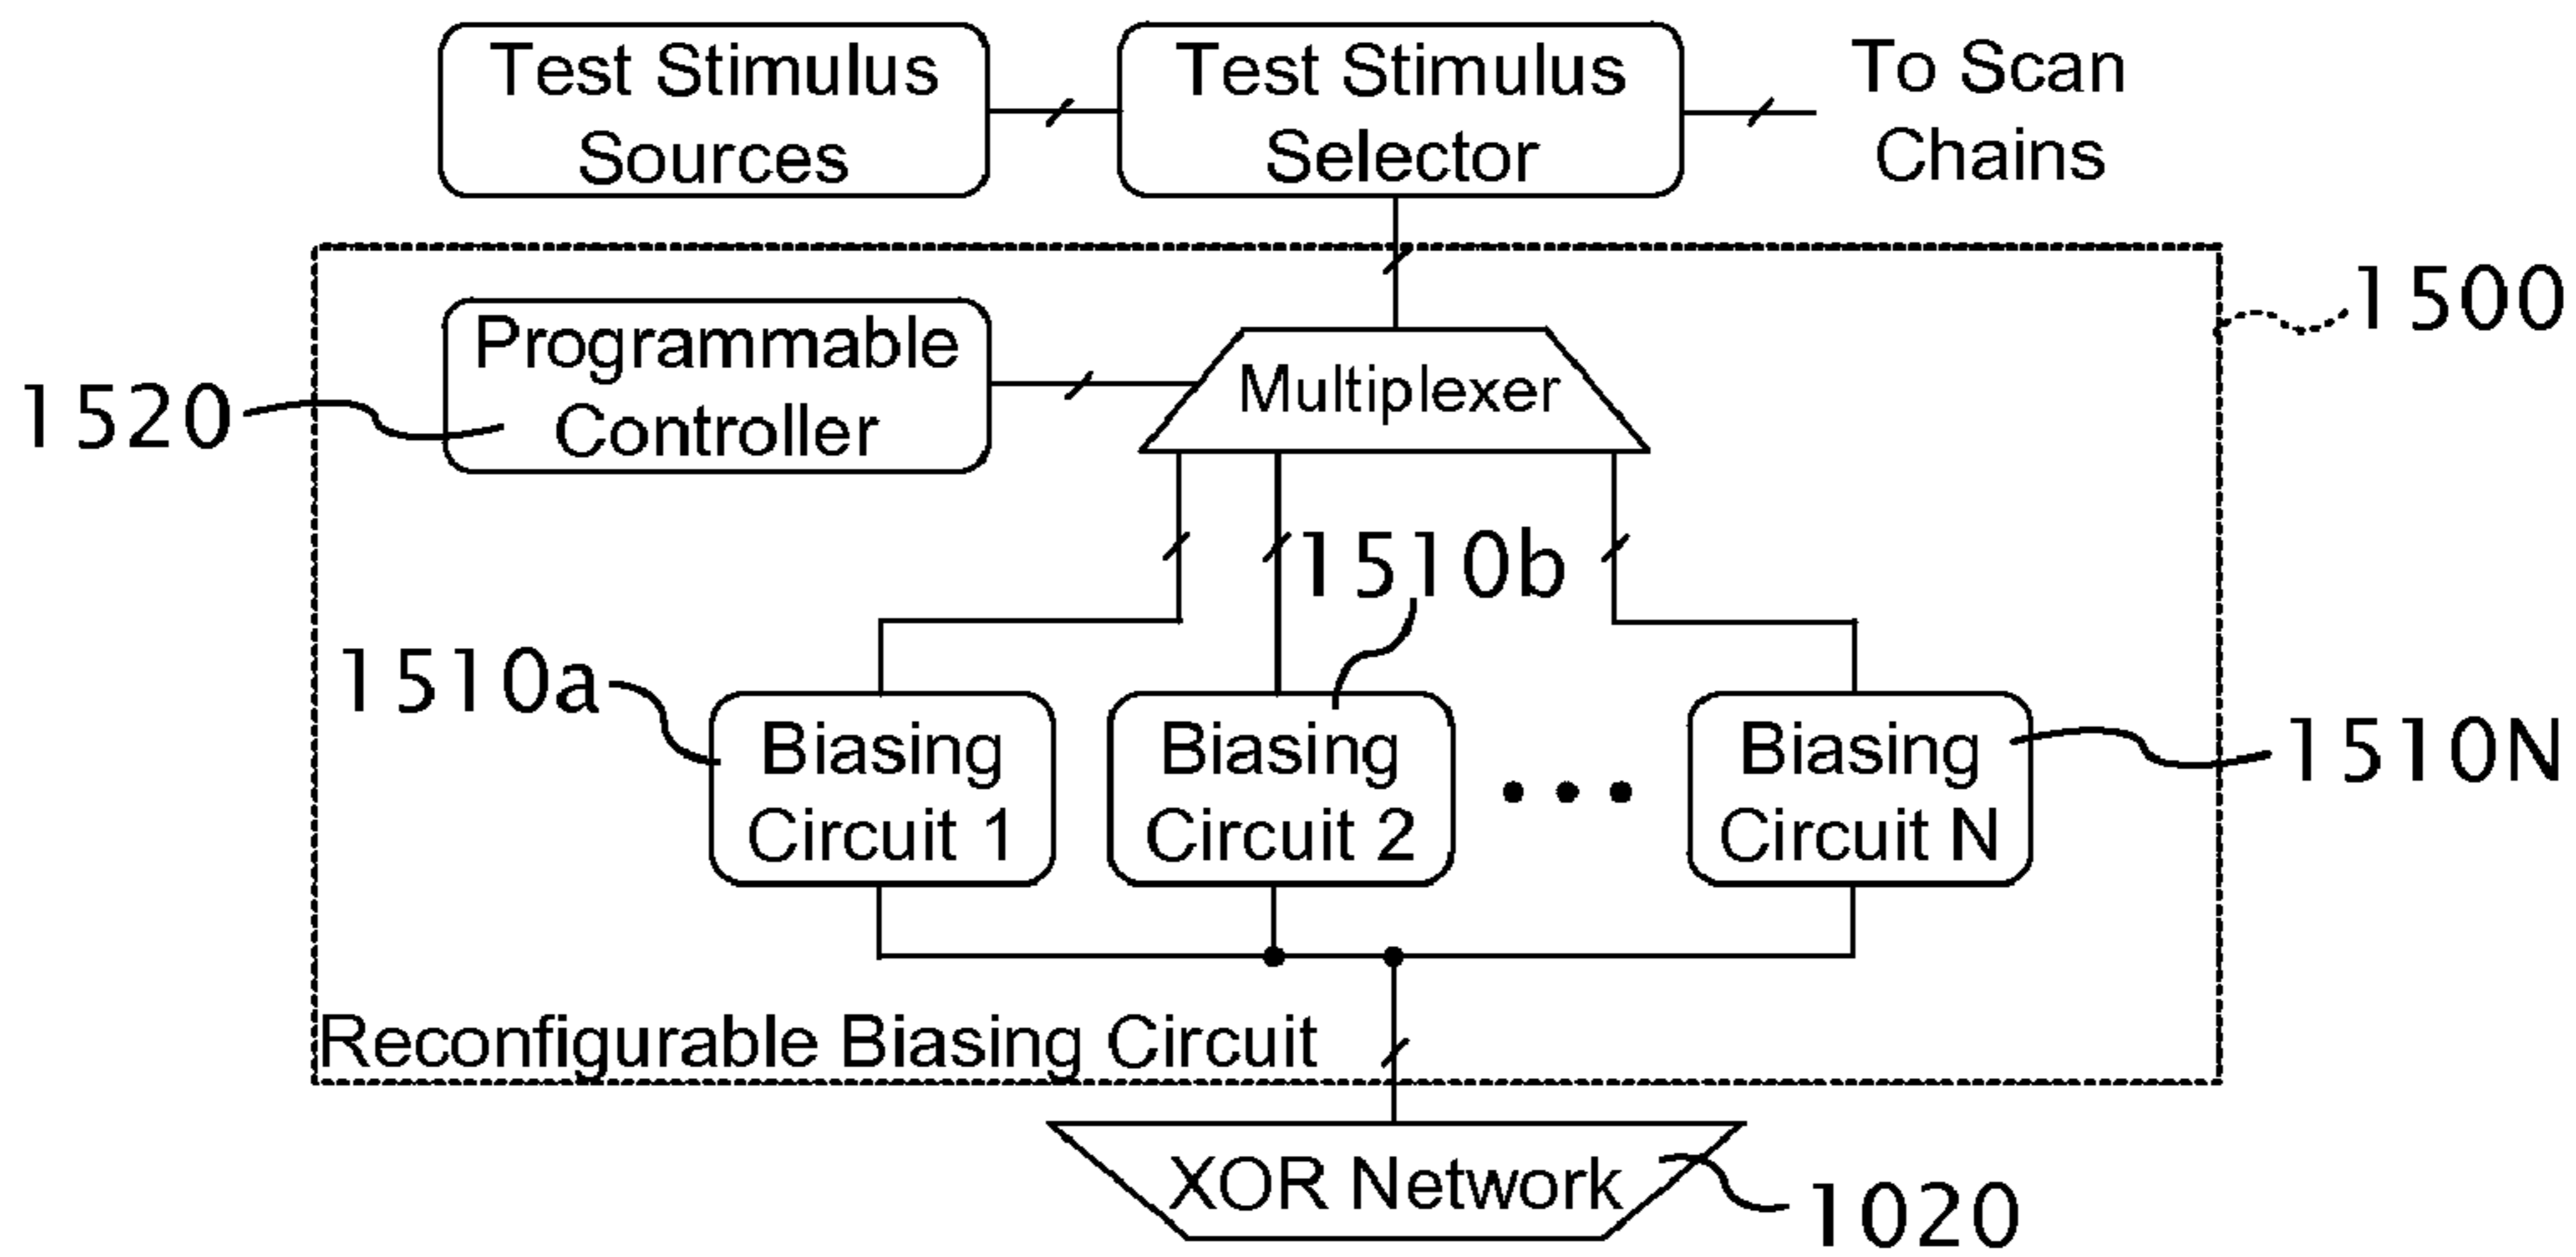 Test Stimulus
Sources
Test Stimulus
Selector
To Scan
Chains
1500
Programmable
Controller
1520
Multiplexer
1510b
1510a
Biasing
Circuit 1
Biasing
Circuit 2
Biasing
Circuit N
1510N
Reconfigurable Biasing Circuit
XOR Network
1020